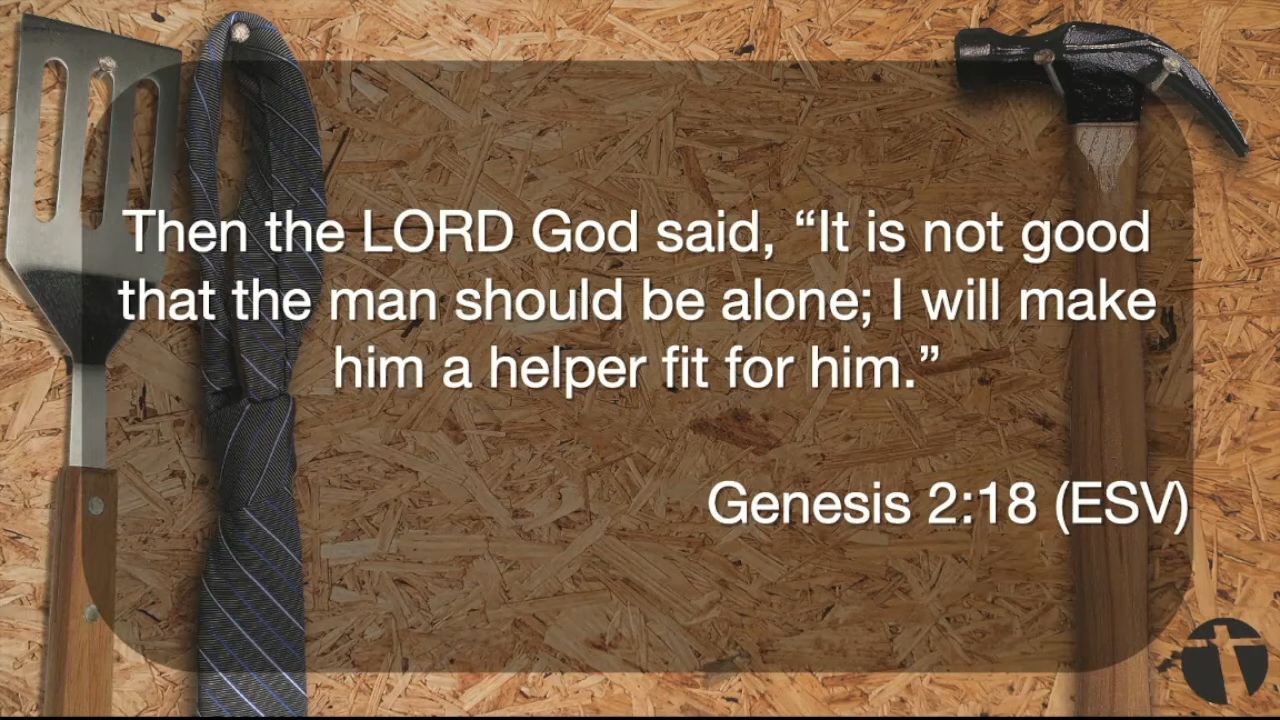 Then the LORD God said, “It is not good
that the man should be alone; I will make
him a helper fit for him.”
Genesis 2:18 (ESV)